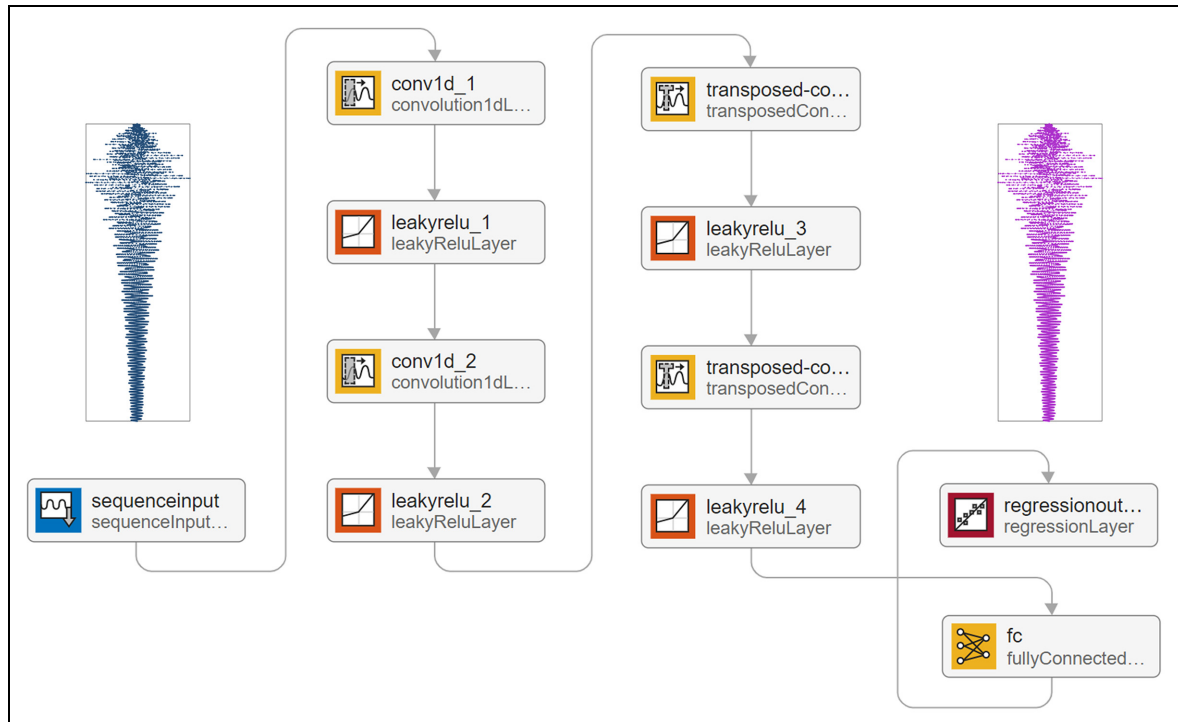 sequenceinput
sequenceInput...
conv1d_1
convolution1dL...
leakyrelu_1
leakyReluLayer
conv1d_2
convolution1dL...
leakyrelu_2
leakyReluLayer
transposed-co...
transposedCon...
leakyrelu_3
leakyReluLayer
transposed-co...
transposedCon...
leakyrelu_4
leakyReluLayer
fc
fullyConnected...
regressionout...
regressionLayer